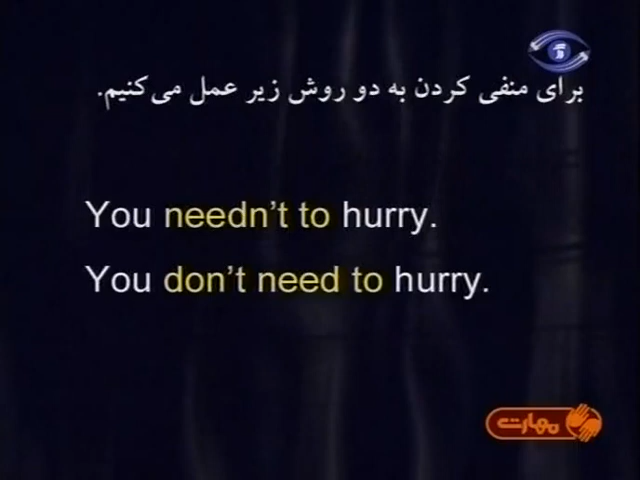 برای منفی کردن به دو روش زیر عمل می‌کنیم.
You needn't to hurry.
You don't need to hurry.
مهارت